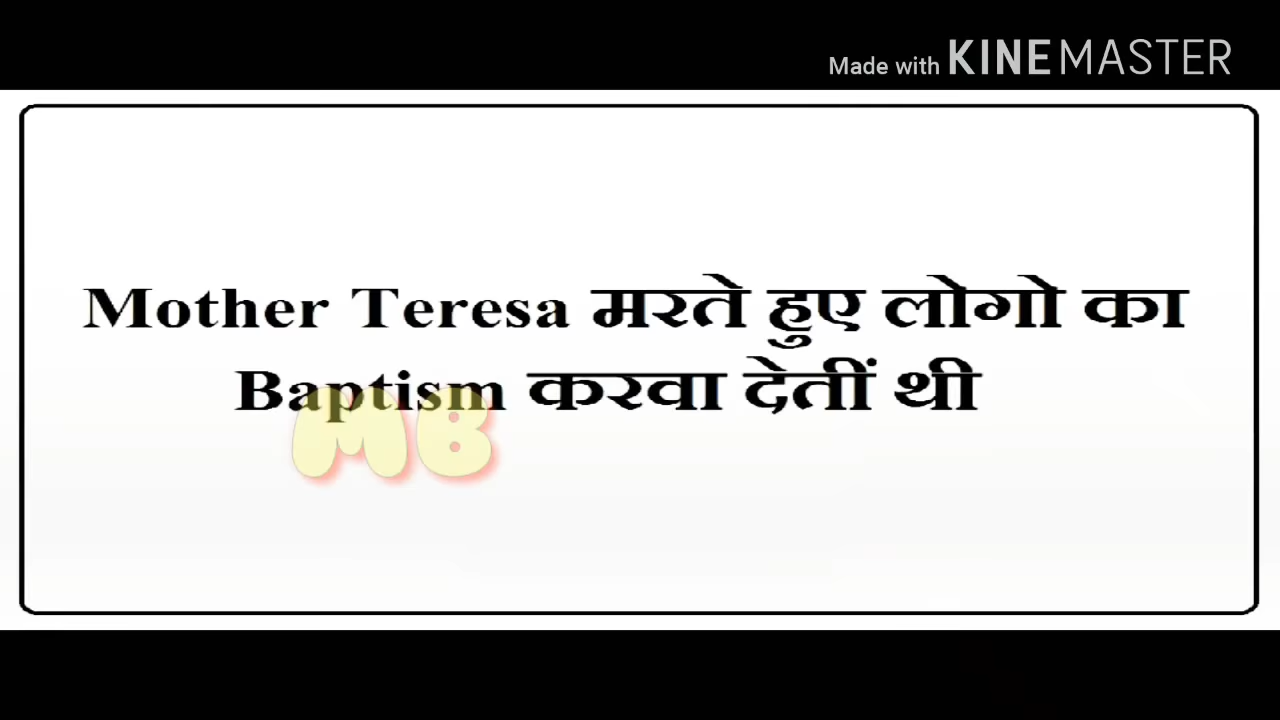 Made with KINEMASTER
Mother Teresa मरते हुए लोगो का
Baptism करवा देतीं थी
MB